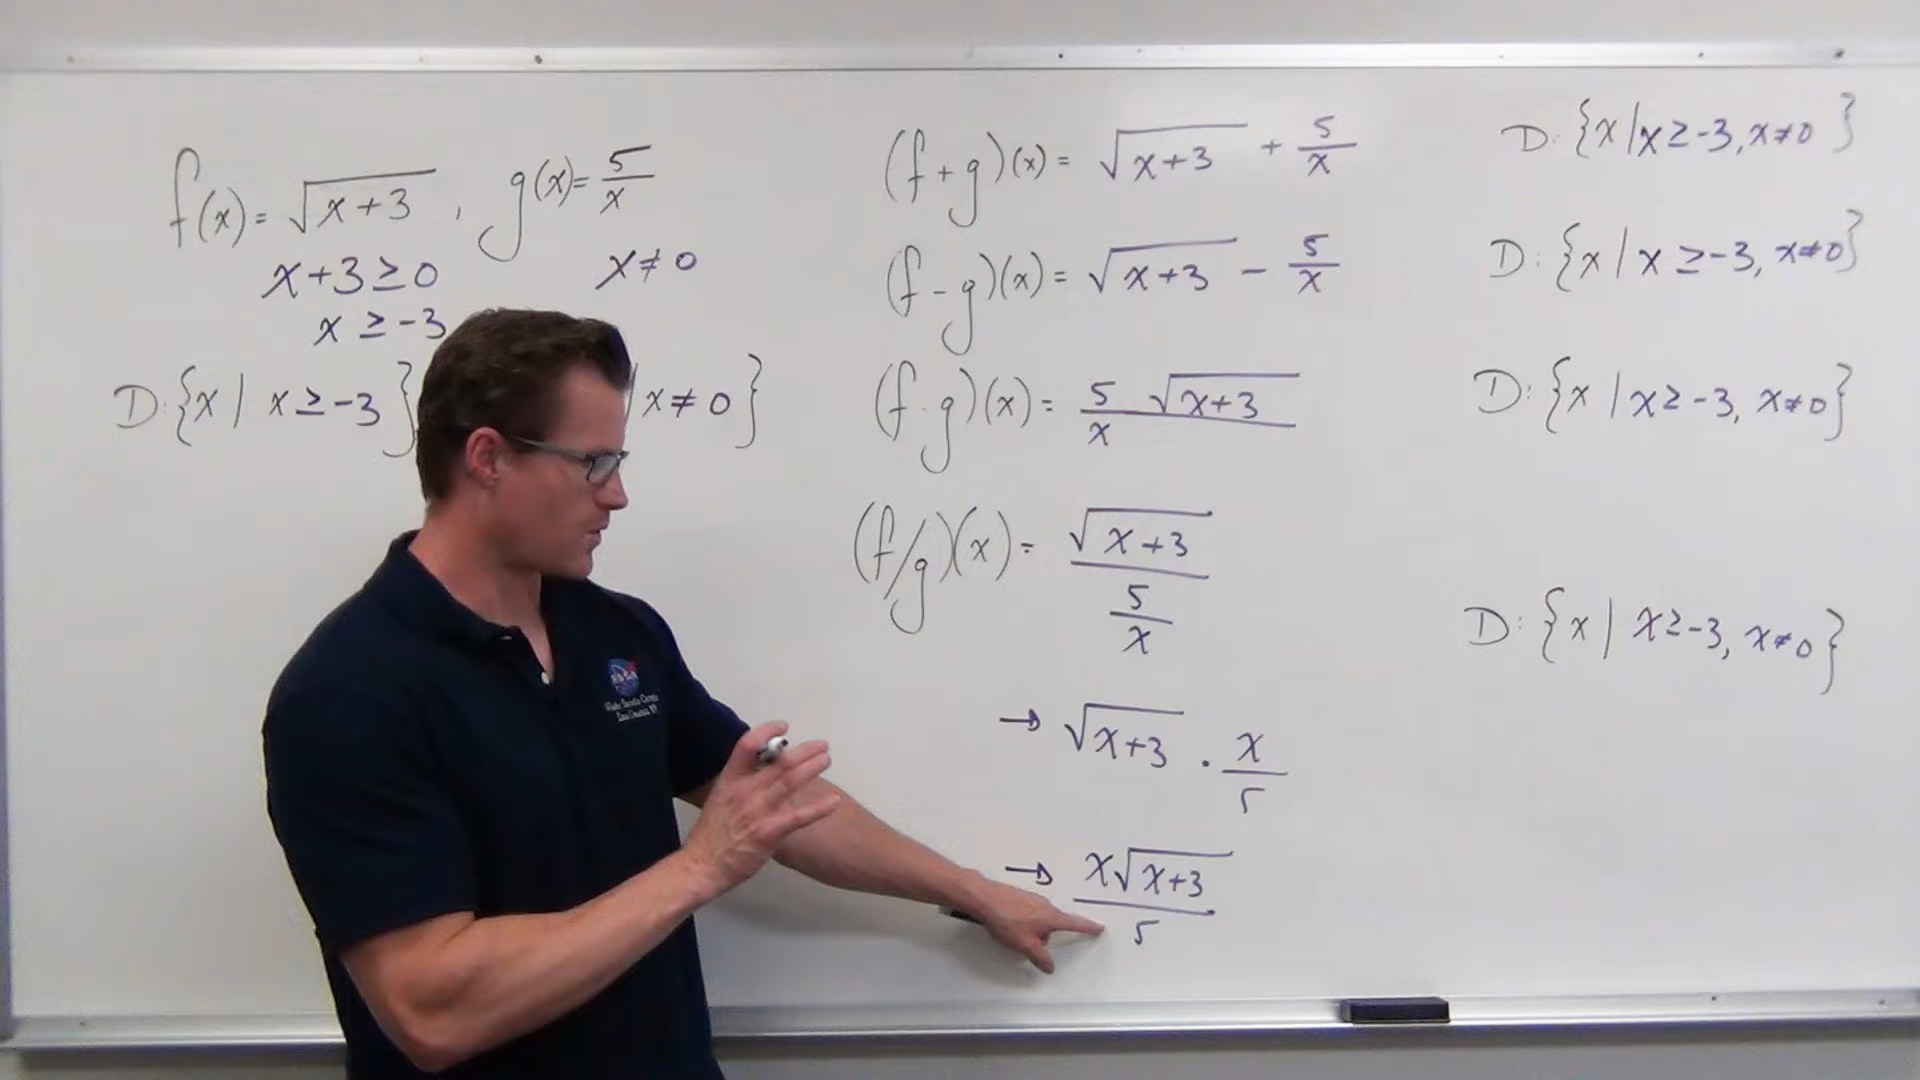 f(x) = √(x+3) , g(x) = 5/x
x+3 ≥ 0
x ≠ 0
x ≥ -3
D: {x | x ≥ -3}
| x ≠ 0}
(f+g)(x) = √(x+3) + 5/x
D: {x | x ≥ -3, x ≠ 0}
(f-g)(x) = √(x+3) - 5/x
D: {x | x ≥ -3, x ≠ 0}
(f·g)(x) = 5√(x+3)/x
D: {x | x ≥ -3, x ≠ 0}
(f/g)(x) = √(x+3)/(5/x)
D: {x | x ≥ -3, x ≠ 0}
→ √(x+3) · x/5
→ x√(x+3)/5
NASA